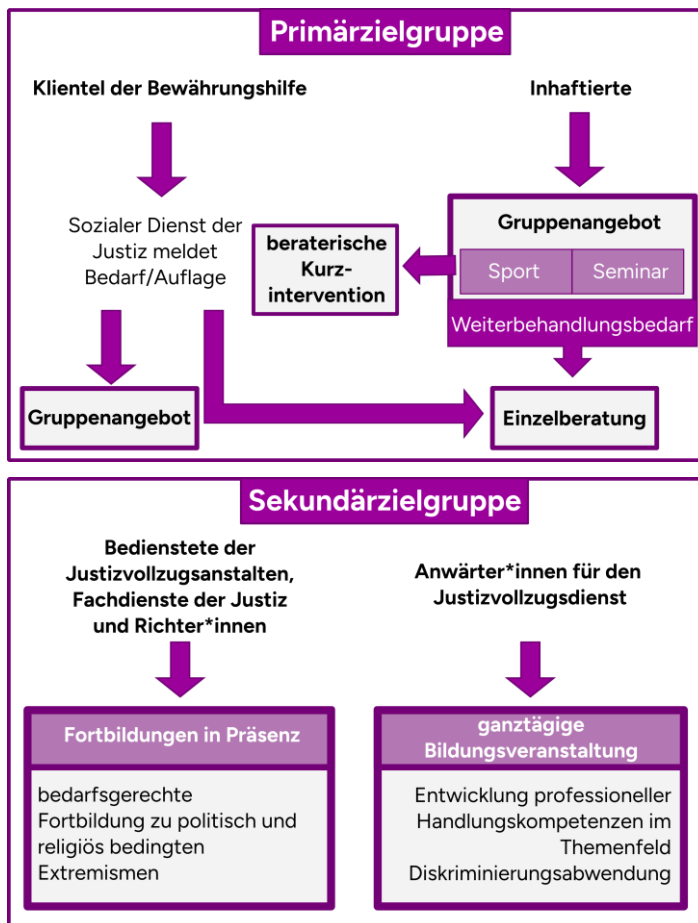 Primärzielgruppe
Klientel der Bewährungshilfe
Inhaftierte
Sozialer Dienst der
Justiz meldet
Bedarf/Auflage
beraterische
Kurz-
intervention
Gruppenangebot
Sport
Seminar
Weiterbehandlungsbedarf
Gruppenangebot
Einzelberatung
Sekundärzielgruppe
Bedienstete der
Justizvollzugsanstalten,
Fachdienste der Justiz
und Richter*innen
Anwärter*innen für den
Justizvollzugsdienst
Fortbildungen in Präsenz
bedarfsgerechte
Fortbildung zu politisch und
religiös bedingten
Extremismen
ganztägige
Bildungsveranstaltung
Entwicklung professioneller
Handlungskompetenzen im
Themenfeld
Diskriminierungsabwendung